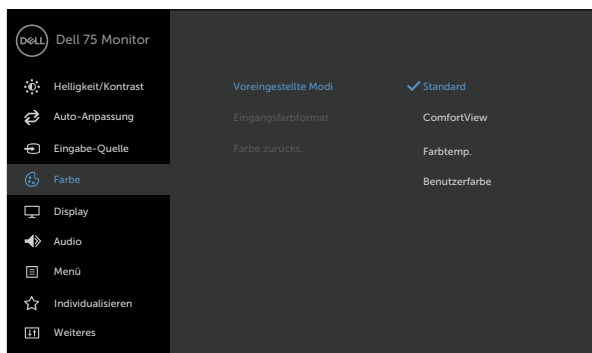 DELL Dell 75 Monitor
Helligkeit/Kontrast
Auto-Anpassung
Eingabe-Quelle
Farbe
Display
Audio
Menü
Individualisieren
Weiteres
Voreingestellte Modi
Eingangsfarbformat
Farbe zurücks.
Standard
ComfortView
Farbtemp.
Benutzerfarbe